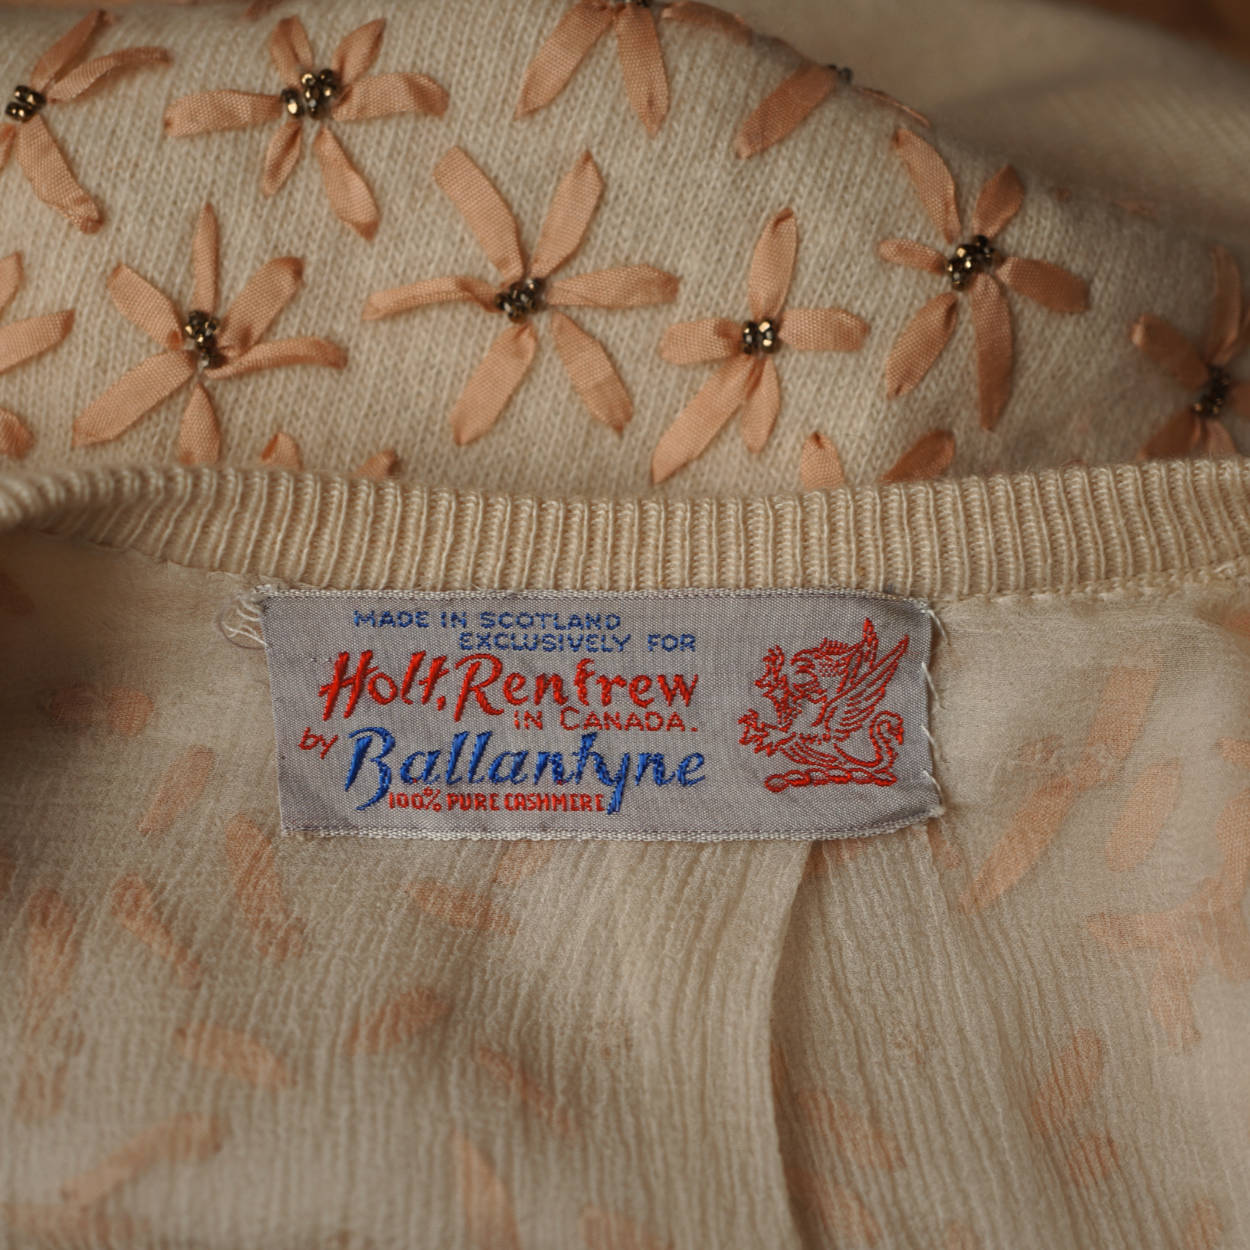 MADE IN SCOTLAND
EXCLUSIVELY FOR
Holt, Renfrew
IN CANADA.
by Ballantyne
100% PURE CASHMERE